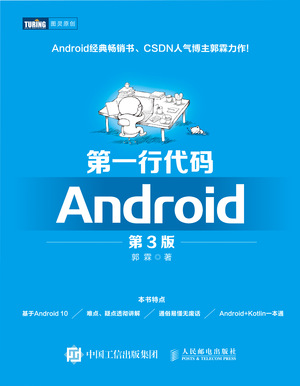 TURING 图灵原创
Android经典畅销书、CSDN人气博主郭霖力作!
第一行代码
Android
第3版
郭霖 ◎ 著
本书特点
基于Android 10 / 难点、疑点透彻讲解 / 通俗易懂无废话 / Android+Kotlin一本通
中国工信出版集团 人民邮电出版社
POSTS & TELECOM PRESS